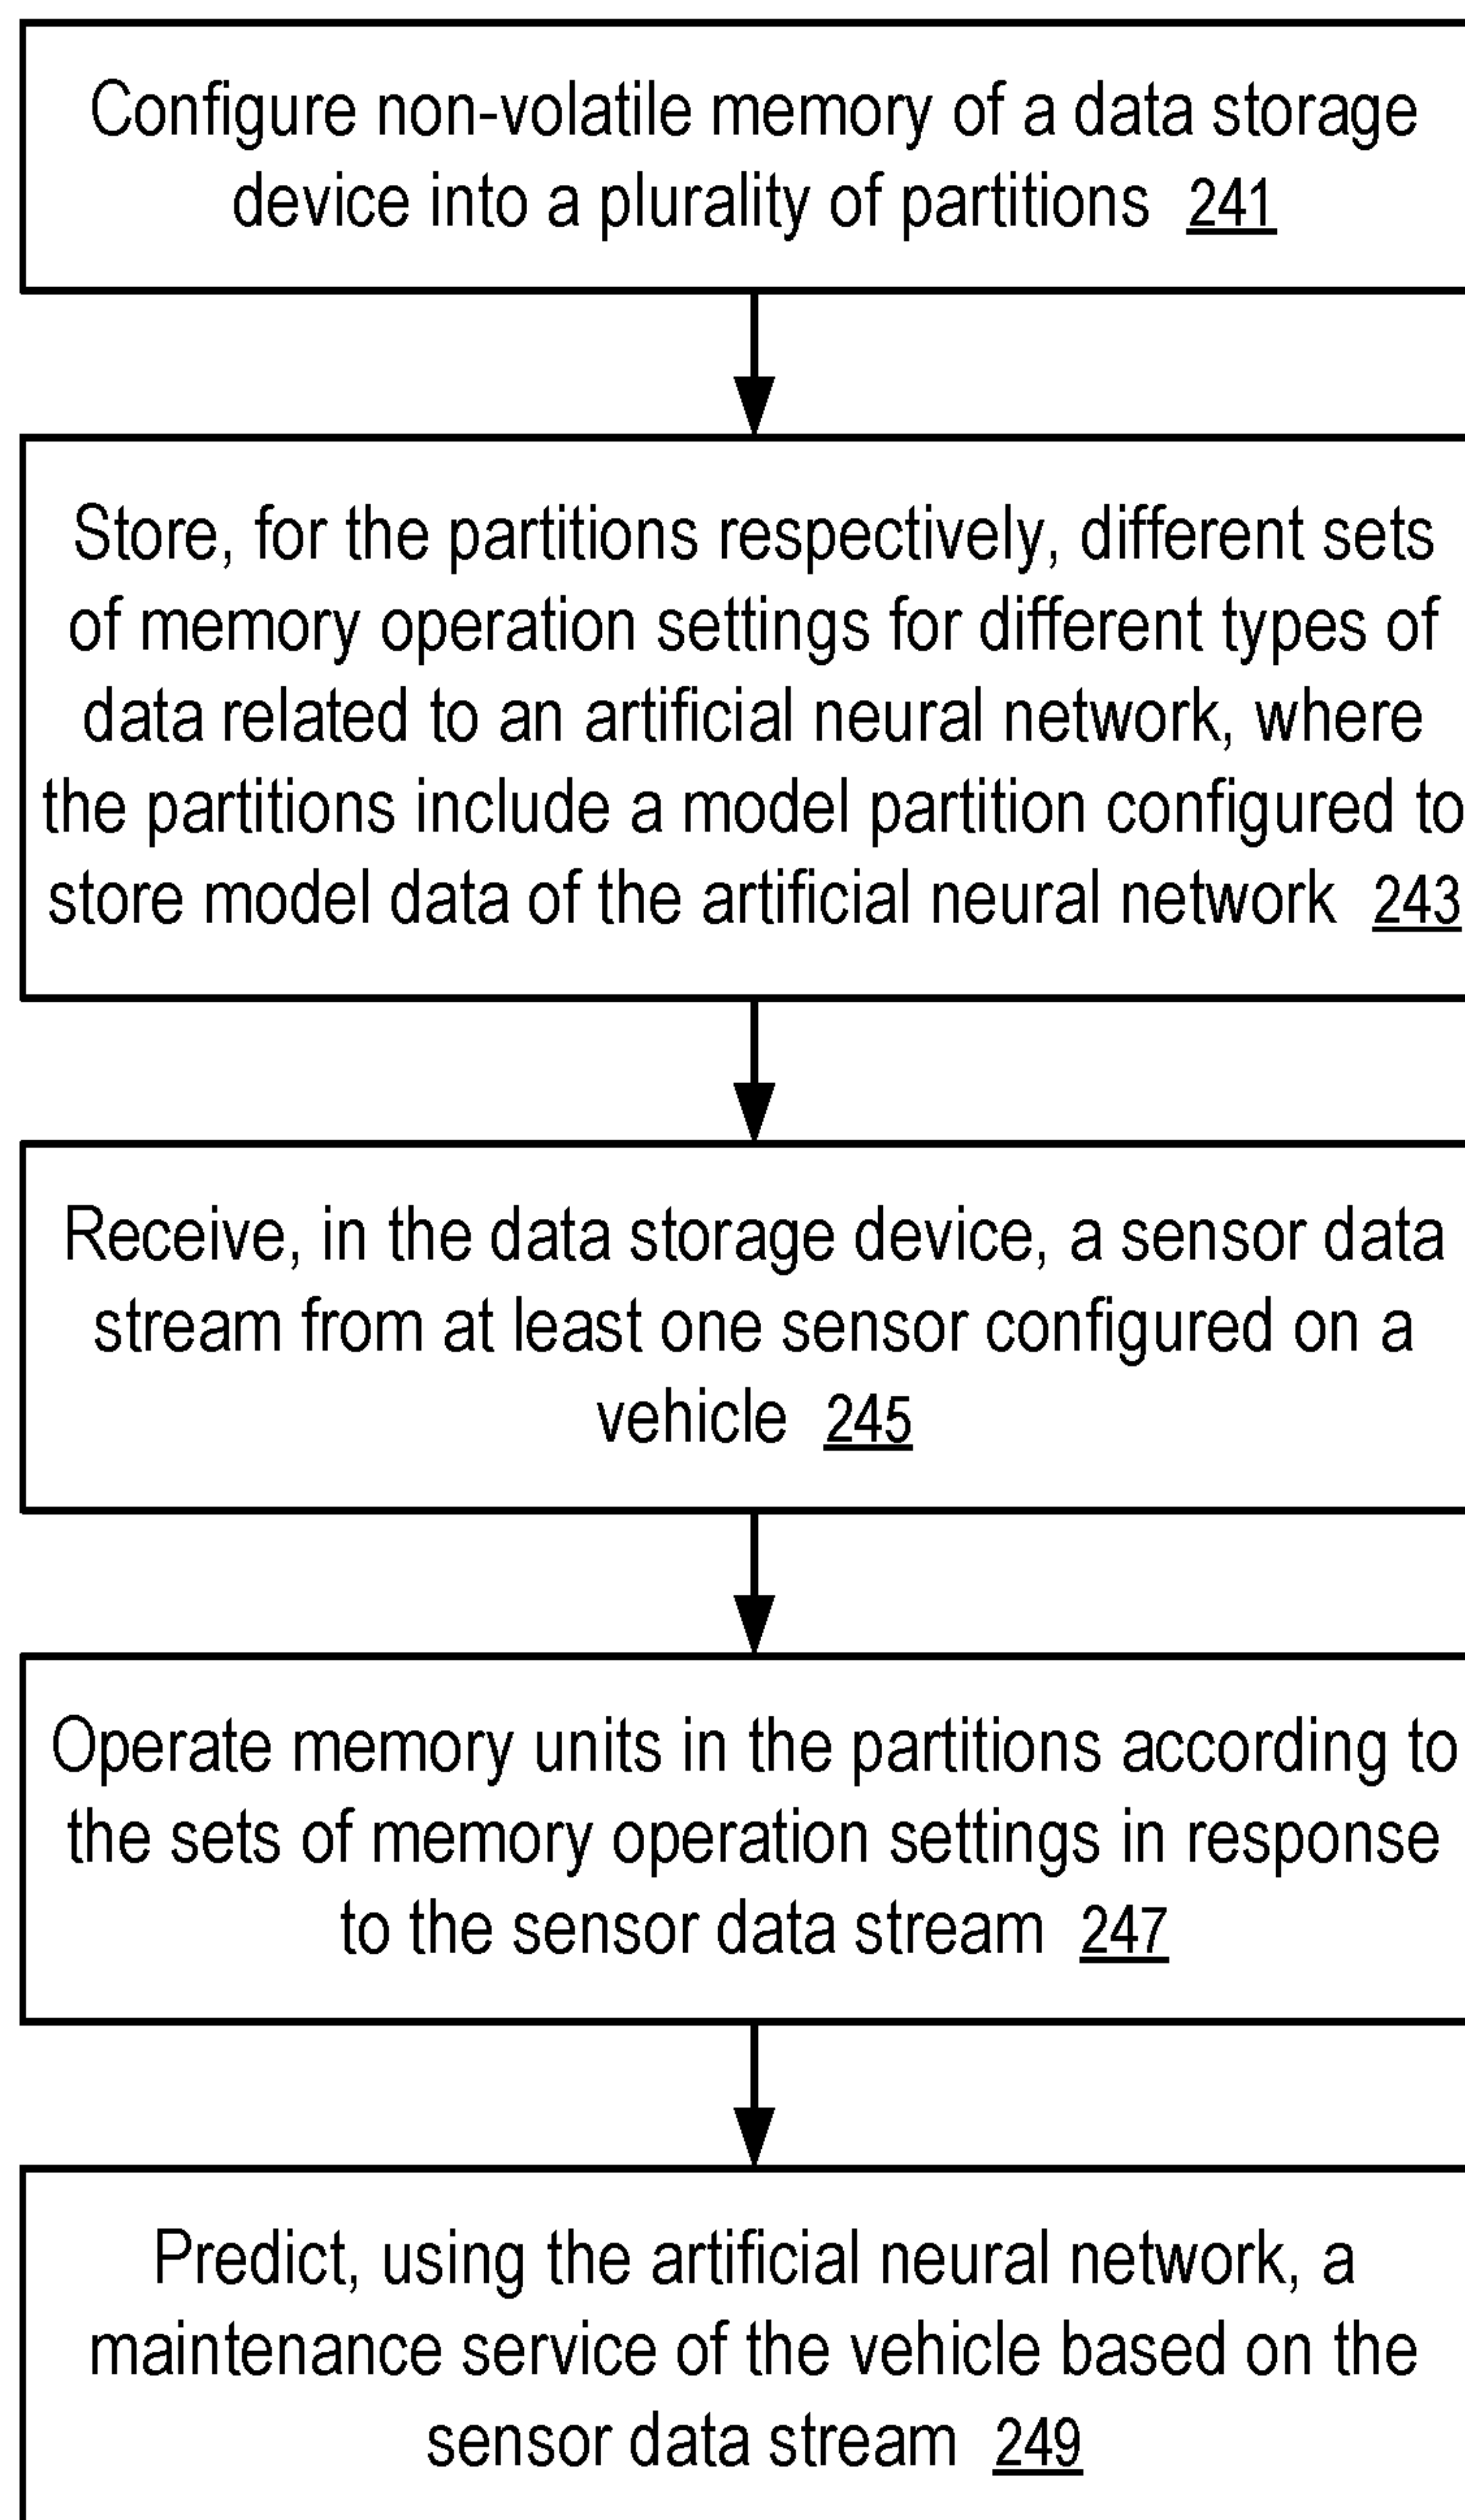 Configure non-volatile memory of a data storage
device into a plurality of partitions 241
Store, for the partitions respectively, different sets
of memory operation settings for different types of
data related to an artificial neural network, where
the partitions include a model partition configured to
store model data of the artificial neural network 243
Receive, in the data storage device, a sensor data
stream from at least one sensor configured on a
vehicle 245
Operate memory units in the partitions according to
the sets of memory operation settings in response
to the sensor data stream 247
Predict, using the artificial neural network, a
maintenance service of the vehicle based on the
sensor data stream 249